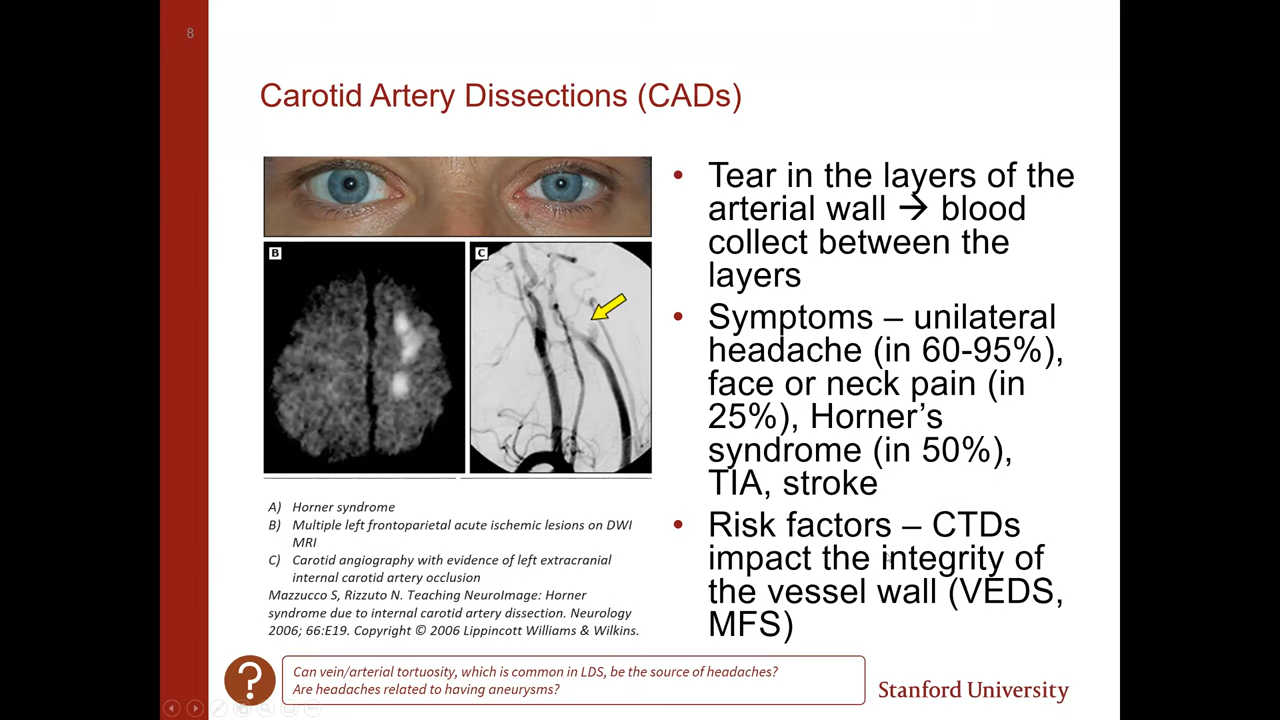 8
Carotid Artery Dissections (CADs)
B
C
A) Horner syndrome
B) Multiple left frontoparietal acute ischemic lesions on DWI
MRI
C) Carotid angiography with evidence of left extracranial
internal carotid artery occlusion
Mazzucco S, Rizzuto N. Teaching NeuroImage: Horner
syndrome due to internal carotid artery dissection. Neurology
2006; 66:E19. Copyright © 2006 Lippincott Williams & Wilkins.
• Tear in the layers of the
arterial wall → blood
collect between the
layers
• Symptoms – unilateral
headache (in 60-95%),
face or neck pain (in
25%), Horner's
syndrome (in 50%),
TIA, stroke
• Risk factors – CTDs
impact the integrity of
the vessel wall (VEDS,
MFS)
?
Can vein/arterial tortuosity, which is common in LDS, be the source of headaches?
Are headaches related to having aneurysms?
Stanford University